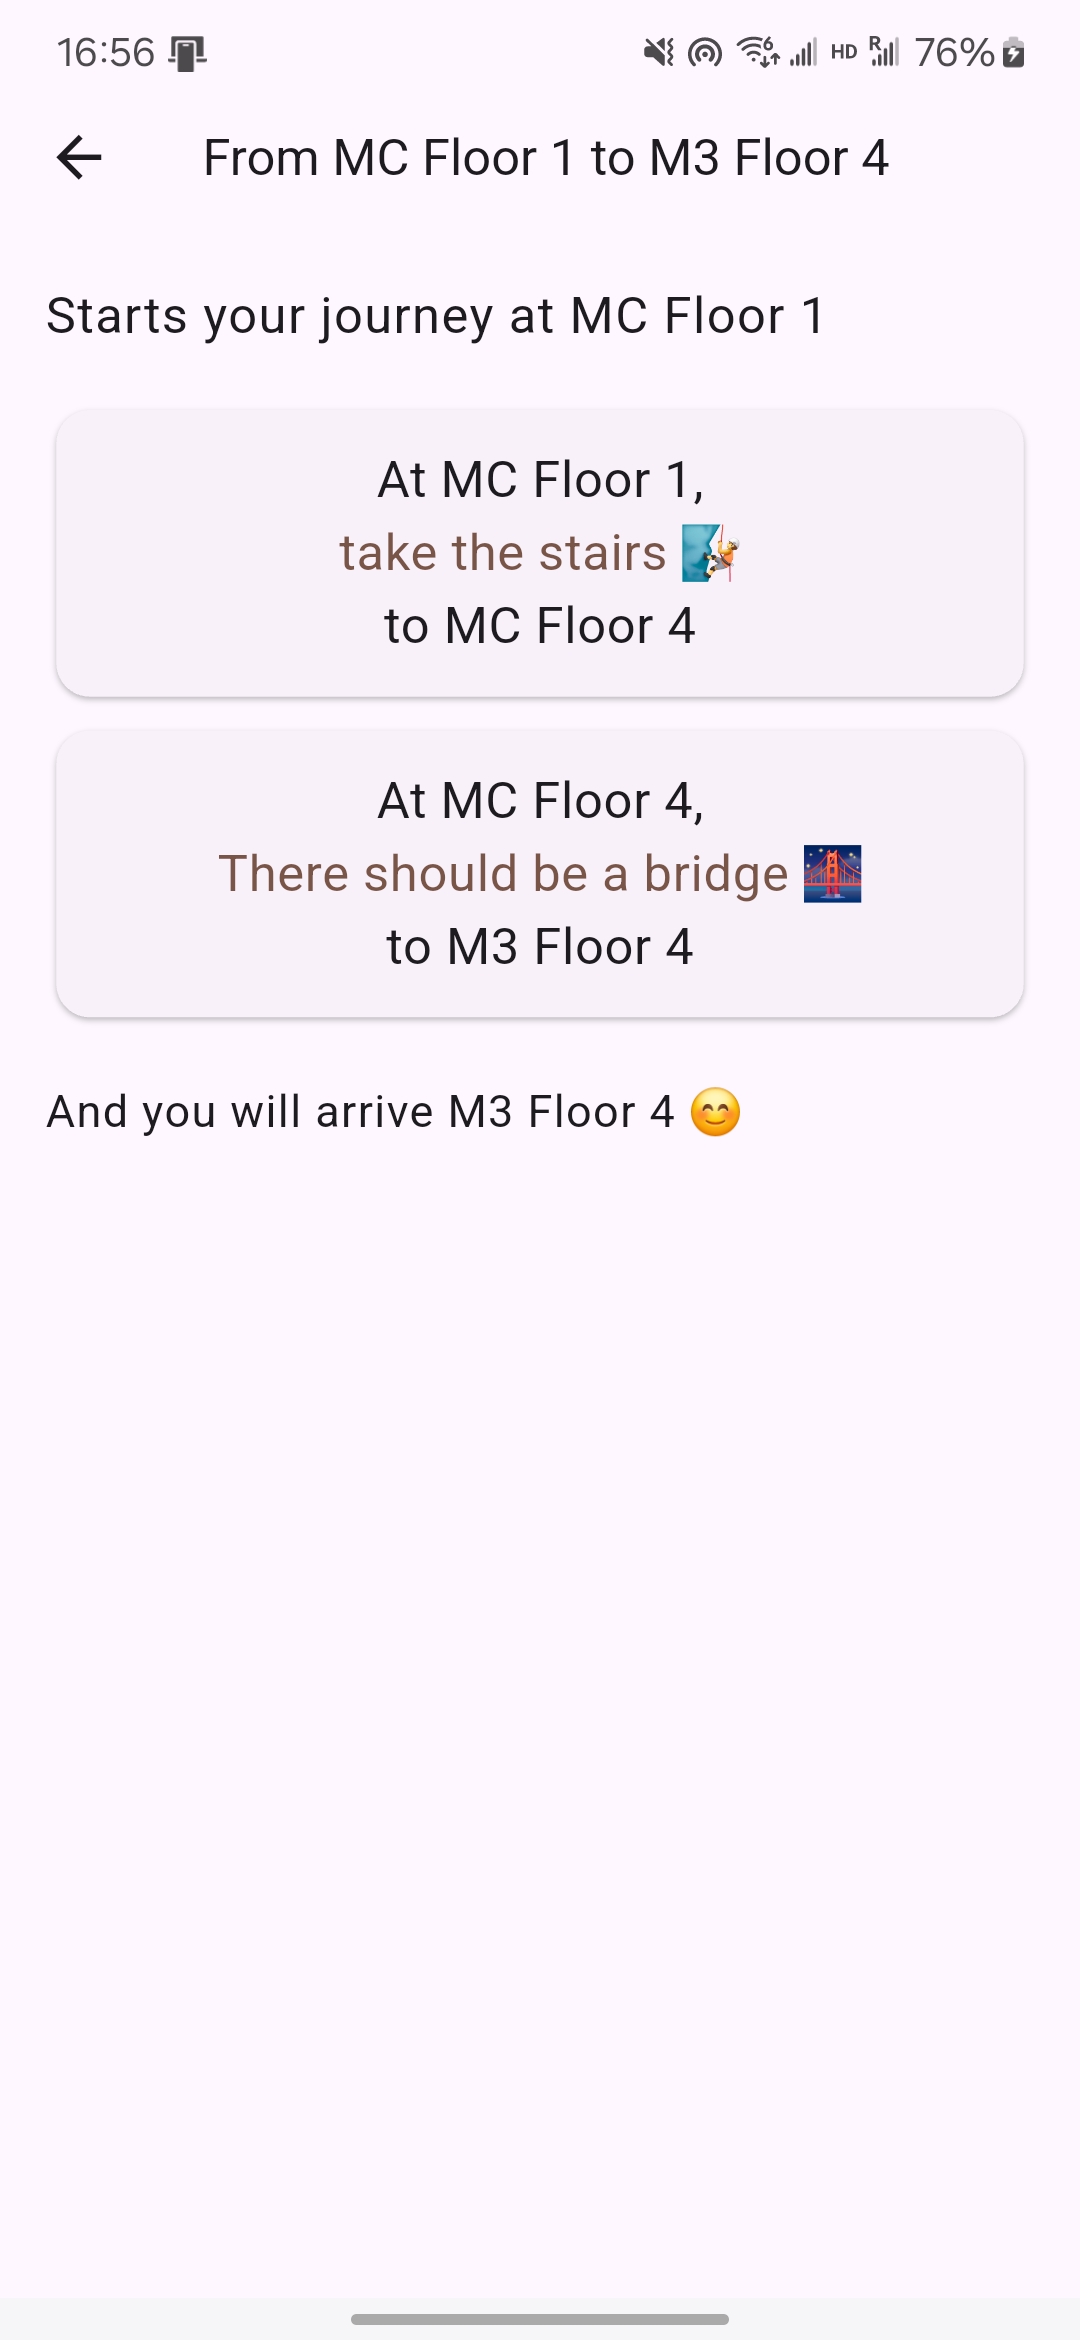 16:56
HD R 76%
From MC Floor 1 to M3 Floor 4
Starts your journey at MC Floor 1
At MC Floor 1,
take the stairs 🧗
to MC Floor 4
At MC Floor 4,
There should be a bridge 🌉
to M3 Floor 4
And you will arrive M3 Floor 4 😊